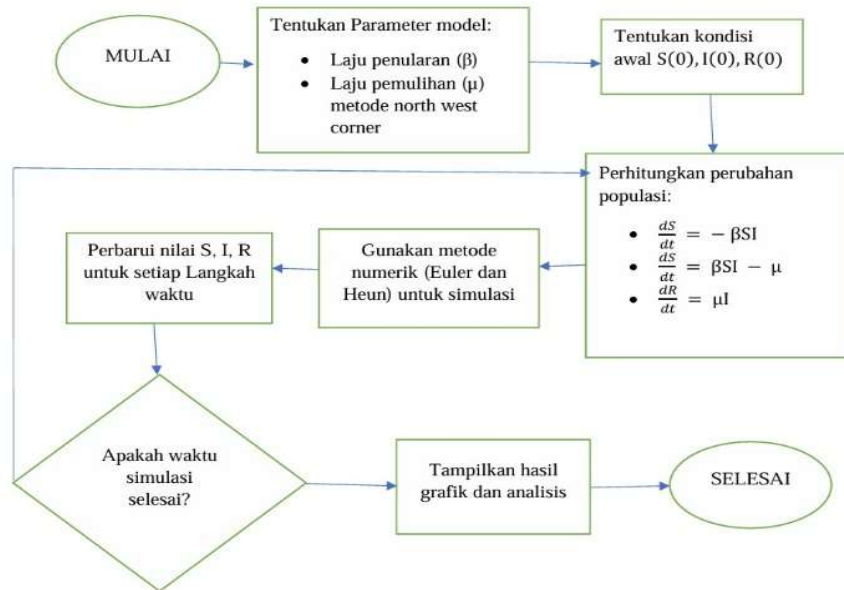 MULAI
Tentukan Parameter model:
• Laju penularan (β)
• Laju pemulihan (μ)
metode north west
corner
Tentukan kondisi
awal S(0), I(0), R(0)
Perhitungkan perubahan
populasi:
• dS/dt = − βSI
• dS/dt = βSI − μ
• dR/dt = μI
Gunakan metode
numerik (Euler dan
Heun) untuk simulasi
Perbarui nilai S, I, R
untuk setiap Langkah
waktu
Apakah waktu
simulasi
selesai?
Tampilkan hasil
grafik dan analisis
SELESAI